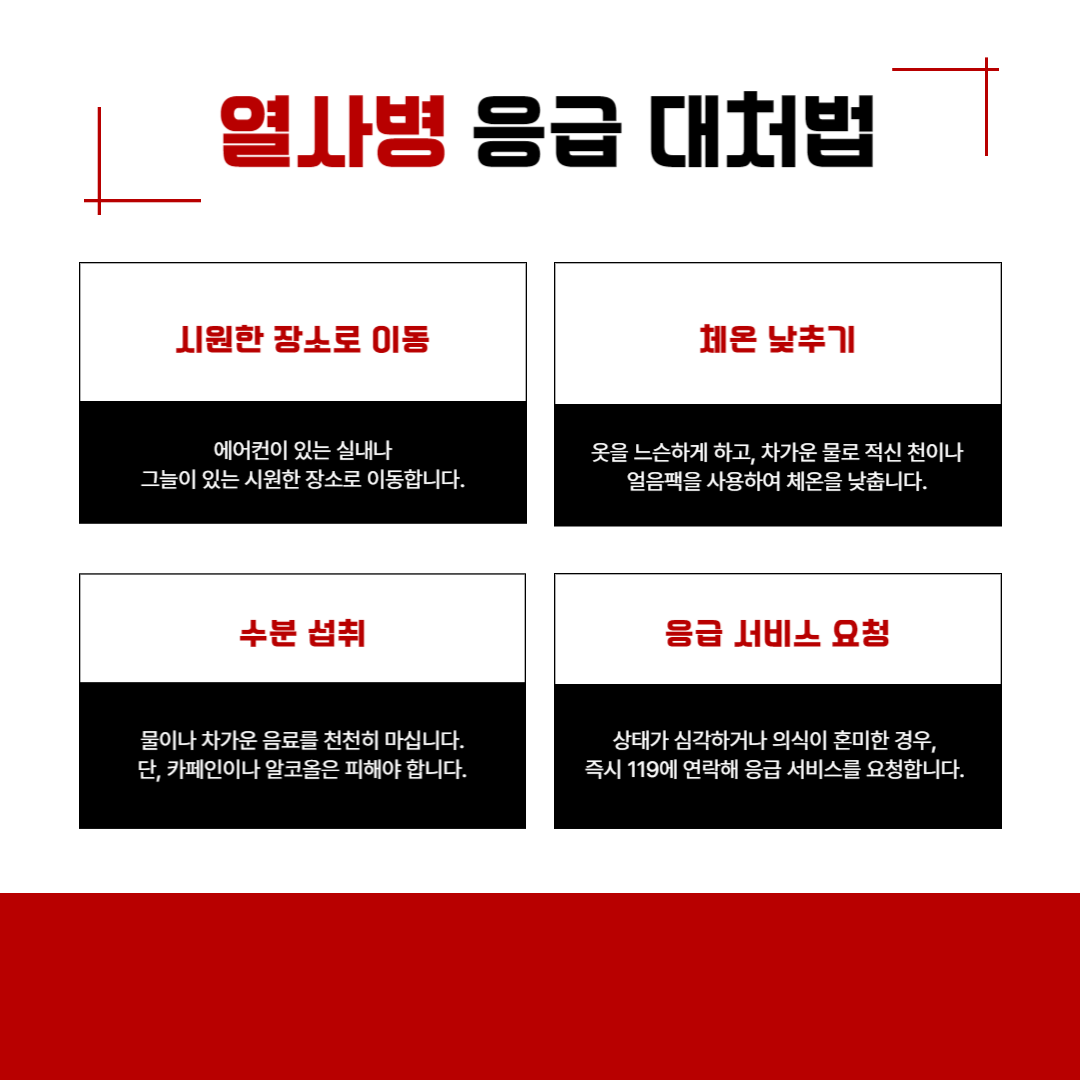 열사병 응급 대처법
시원한 장소로 이동
에어컨이 있는 실내나
그늘이 있는 시원한 장소로 이동합니다.
체온 낮추기
옷을 느슨하게 하고, 차가운 물로 적신 천이나
얼음팩을 사용하여 체온을 낮춥니다.
수분 섭취
물이나 차가운 음료를 천천히 마십니다.
단, 카페인이나 알코올은 피해야 합니다.
응급 서비스 요청
상태가 심각하거나 의식이 혼미한 경우,
즉시 119에 연락해 응급 서비스를 요청합니다.